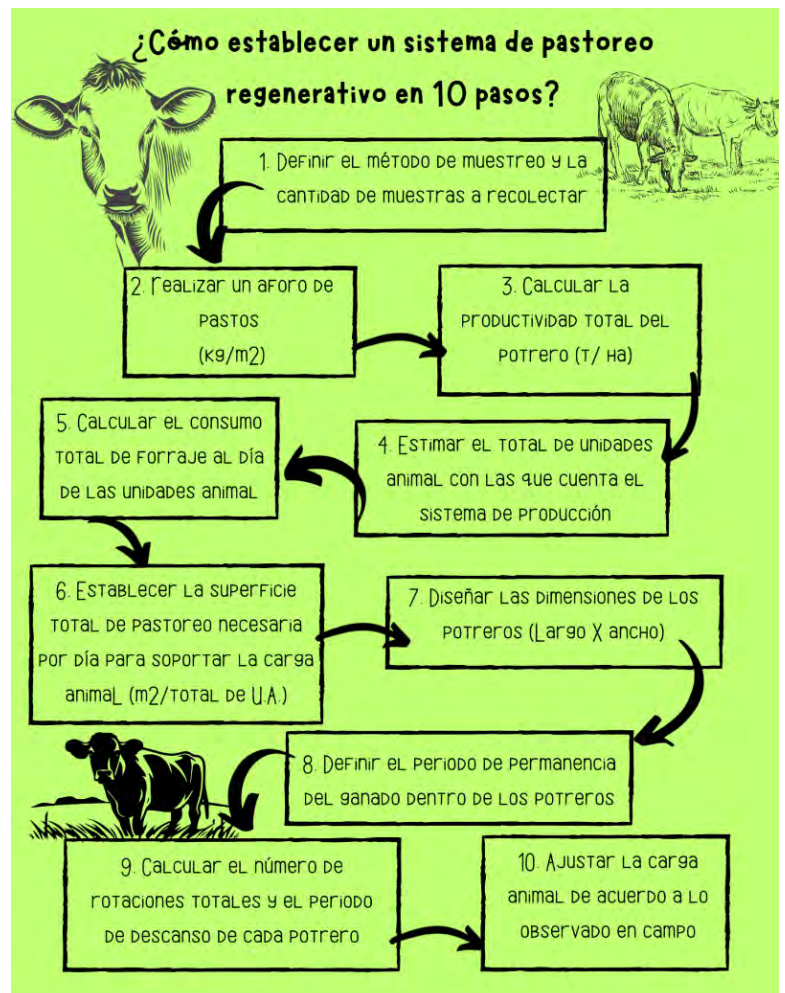 ¿Cómo establecer un sistema de pastoreo
regenerativo en 10 pasos?
1. Definir el método de muestreo y la
cantidad de muestras a recolectar
2. Realizar un aforo de
pastos
(kg/m2)
3. Calcular la
productividad total del
potrero (t/ ha)
4. Estimar el total de unidades
animal con las que cuenta el
sistema de producción
5. Calcular el consumo
total de forraje al día
de las unidades animal
6. Establecer la superficie
total de pastoreo necesaria
por día para soportar la carga
animal (m2/total de U.A.)
7. Diseñar las dimensiones de los
potreros (Largo X ancho)
8. Definir el periodo de permanencia
del ganado dentro de los potreros
9. Calcular el número de
rotaciones totales y el periodo
de descanso de cada potrero
10. Ajustar la carga
animal de acuerdo a lo
observado en campo